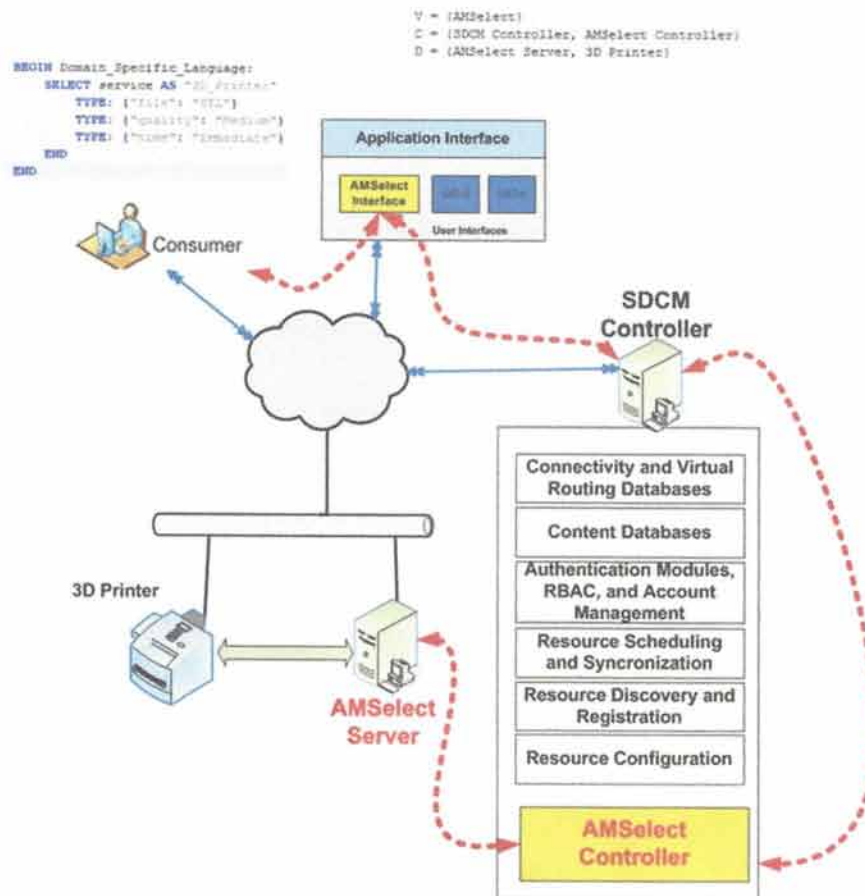 V = (AMSelect)
C = (SDCM Controller, AMSelect Controller)
D = (AMSelect Server, 3D Printer)
BEGIN Domain_Specific_Language:
SELECT service AS "3D_Printer"
TYPE: {"file": "STL"}
TYPE: {"quality": "Medium"}
TYPE: {"time": "Immediate"}
END
END
Application Interface
AMSelect
Interface
User Interfaces
Consumer
SDCM
Controller
Connectivity and Virtual
Routing Databases
Content Databases
Authentication Modules,
RBAC, and Account
Management
Resource Scheduling
and Syncronization
Resource Discovery and
Registration
Resource Configuration
3D Printer
AMSelect
Server
AMSelect
Controller